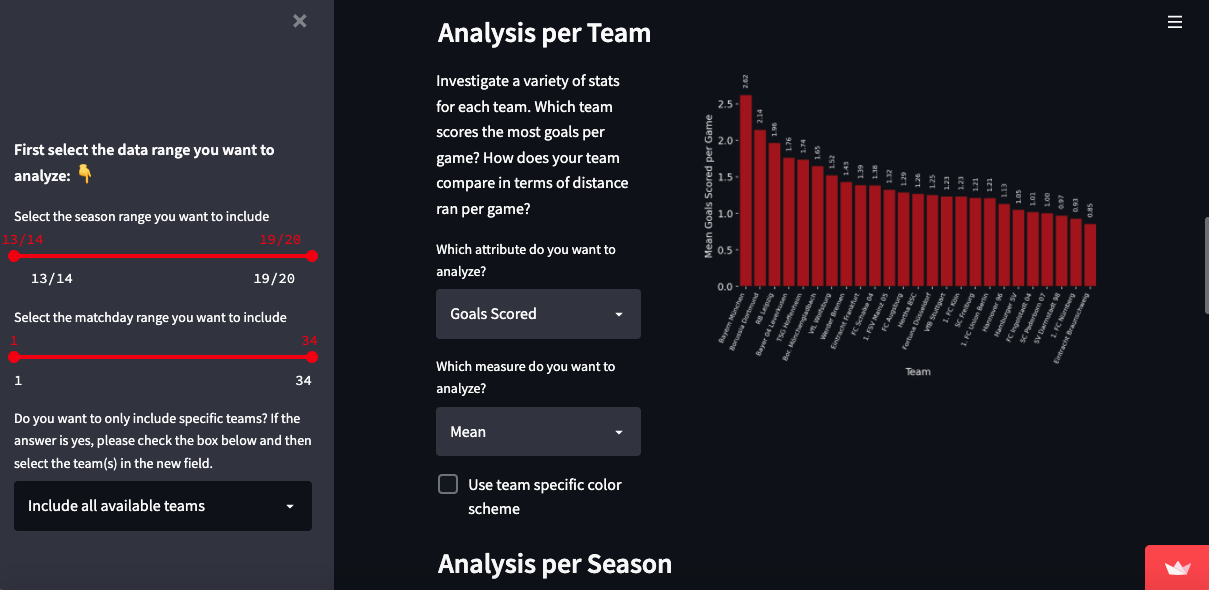 First select the data range you want to
analyze: 👇
Select the season range you want to include
13/14 19/20
13/14 19/20
Select the matchday range you want to include
1 34
1 34
Do you want to only include specific teams? If the
answer is yes, please check the box below and then
select the team(s) in the new field.
Include all available teams
Analysis per Team
Investigate a variety of stats
for each team. Which team
scores the most goals per
game? How does your team
compare in terms of distance
ran per game?
Which attribute do you want to
analyze?
Goals Scored
Which measure do you want to
analyze?
Mean
Use team specific color
scheme
Mean Goals Scored per Game
2.5
2.0
1.5
1.0
0.5
0.0
2.62
2.14
1.96
1.76
1.74
1.65
1.52
1.43
1.39
1.38
1.32
1.29
1.26
1.25
1.23
1.23
1.21
1.21
1.13
1.05
1.01
1.00
0.97
0.93
0.85
Bayern München
Borussia Dortmund
RB Leipzig
Bayer 04 Leverkusen
TSG Hoffenheim
Bor. Mönchengladbach
VfL Wolfsburg
Werder Bremen
Eintracht Frankfurt
FC Schalke 04
1. FSV Mainz 05
FC Augsburg
Hertha BSC
Fortuna Düsseldorf
VfB Stuttgart
1. FC Köln
SC Freiburg
1. FC Union Berlin
Hannover 96
Hamburger SV
FC Ingolstadt 04
SC Paderborn 07
SV Darmstadt 98
1. FC Nürnberg
Eintracht Braunschweig
Team
Analysis per Season